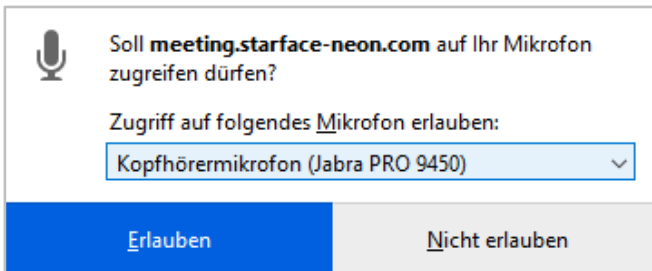 Soll meeting.starface-neon.com auf Ihr Mikrofon
zugreifen dürfen?
Zugriff auf folgendes Mikrofon erlauben:
Kopfhörermikrofon (Jabra PRO 9450)
Erlauben
Nicht erlauben